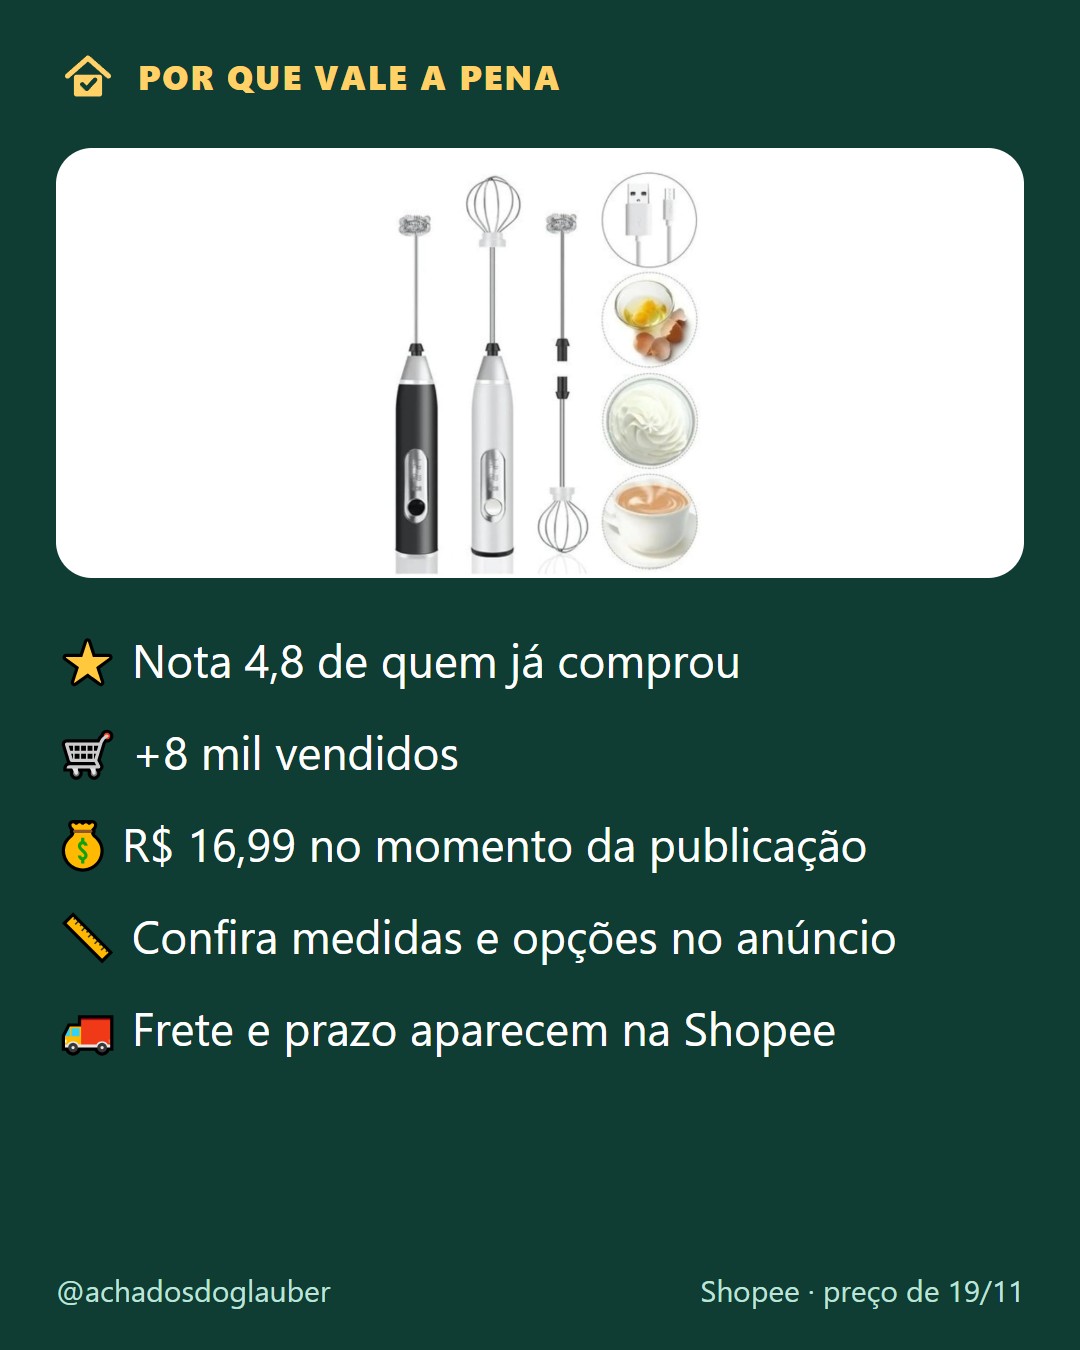 POR QUE VALE A PENA
Nota 4,8 de quem já comprou
+8 mil vendidos
R$ 16,99 no momento da publicação
Confira medidas e opções no anúncio
Frete e prazo aparecem na Shopee
@achadosdoglauber
Shopee · preço de 19/11